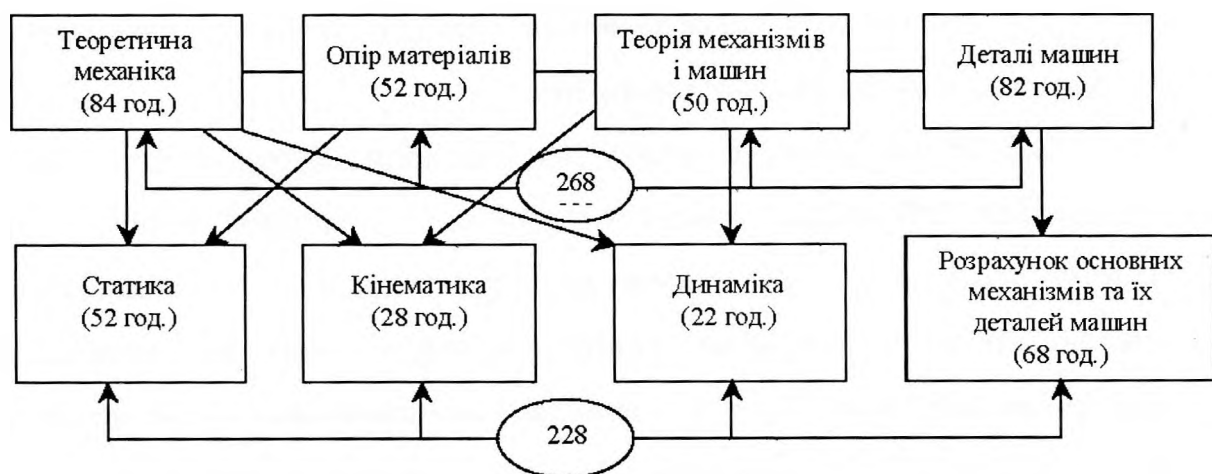 Теоретична
механіка
(84 год.)
Опір матеріалів
(52 год.)
Теорія механізмів
і машин
(50 год.)
Деталі машин
(82 год.)
268
Статика
(52 год.)
Кінематика
(28 год.)
Динаміка
(22 год.)
Розрахунок основних
механізмів та їх
деталей машин
(68 год.)
228